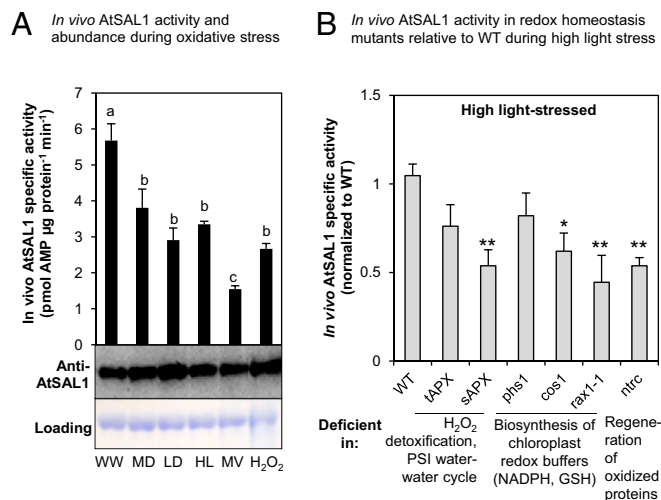 A
In vivo AtSAL1 activity and
abundance during oxidative stress
In vivo AtSAL1 specific activity
(pmol AMP µg protein⁻¹ min⁻¹)
7
6
5
4
3
2
1
0
a
b
b
b
c
b
Anti-
AtSAL1
Loading
WW MD LD HL MV H₂O₂
B
In vivo AtSAL1 activity in redox homeostasis
mutants relative to WT during high light stress
In vivo AtSAL1 specific activity
(normalized to WT)
1.5
1
0.5
0
High light-stressed
**
*
**
**
WT
tAPX
sAPX
phs1
cos1
rax1-1
ntrc
Deficient
in:
H₂O₂
detoxification,
PSI water-
water cycle
Biosynthesis of
chloroplast
redox buffers
(NADPH, GSH)
Regene-
ration
of
oxidized
proteins